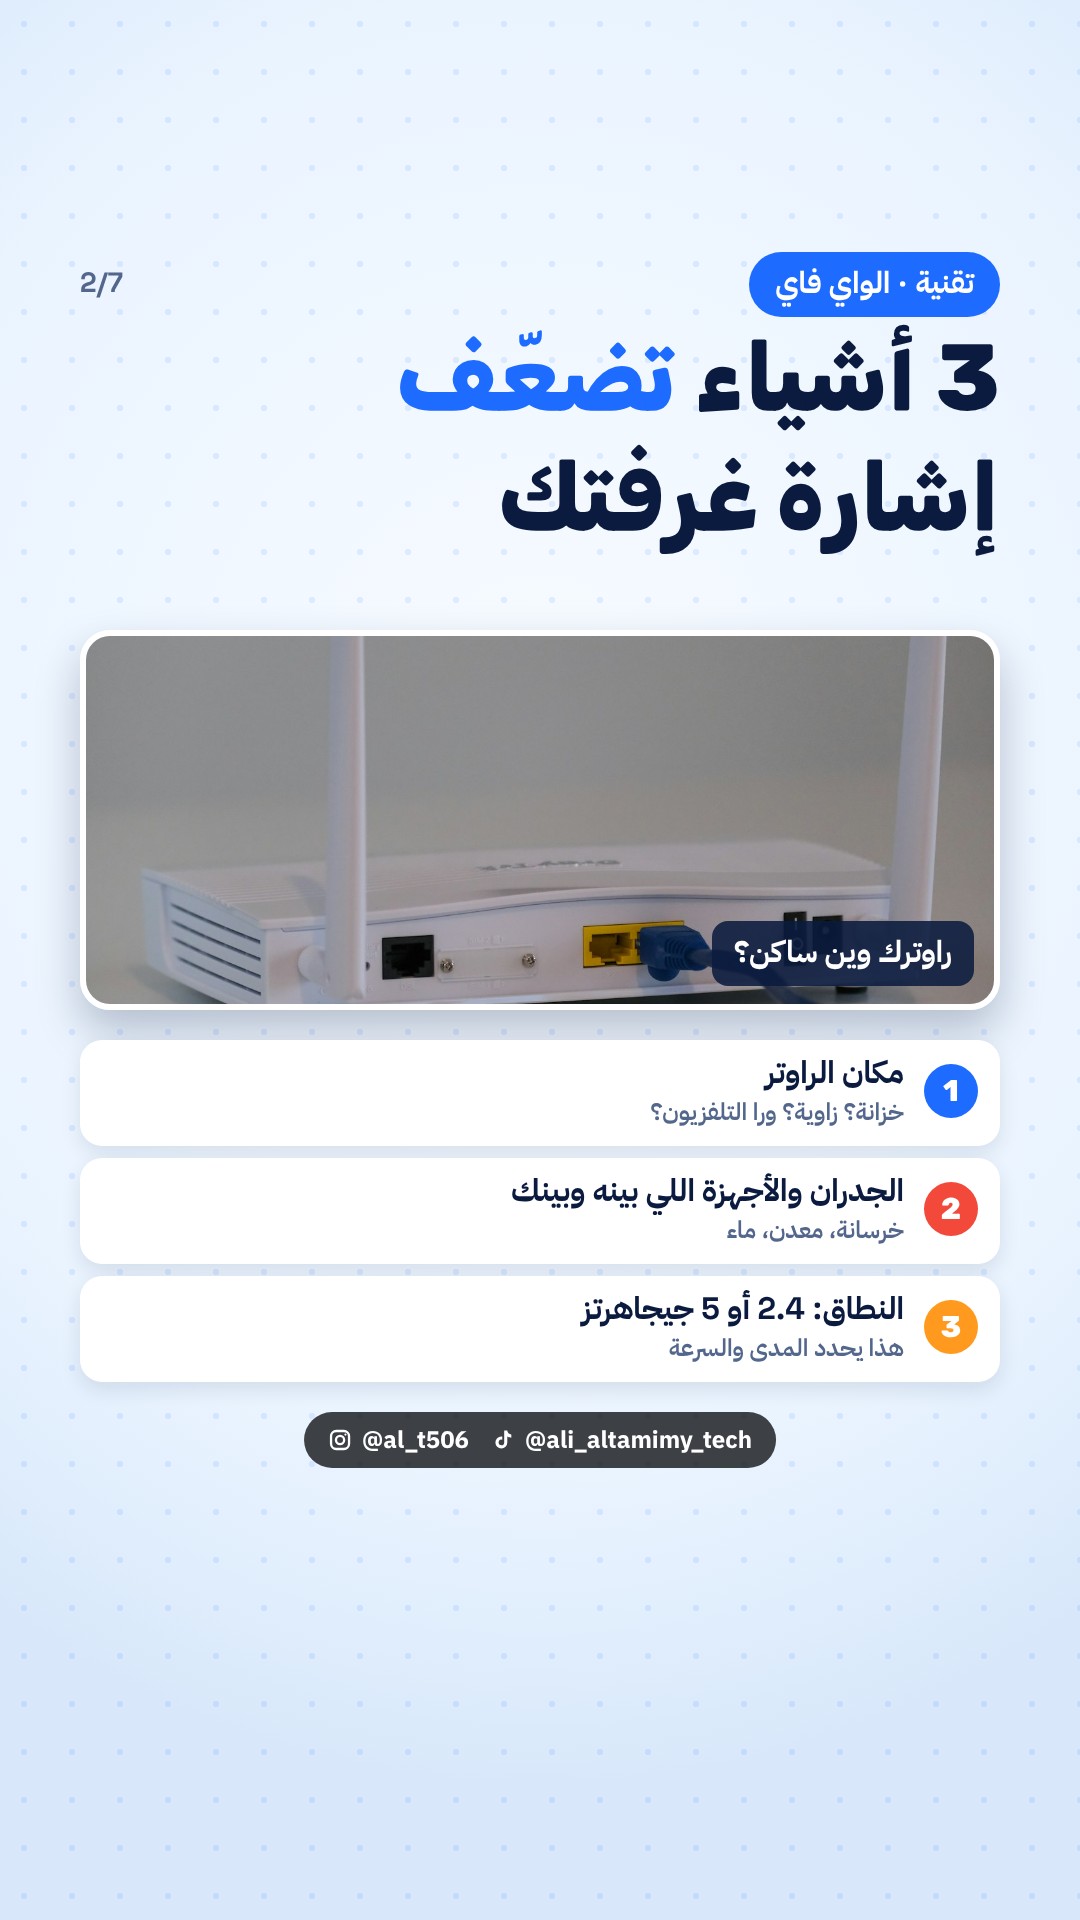 تقنية · الواي فاي
2/7
3 أشياء تضعّف
إشارة غرفتك
راوترك وين ساكن؟
1
مكان الراوتر
خزانة؟ زاوية؟ ورا التلفزيون؟
2
الجدران والأجهزة اللي بينه وبينك
خرسانة، معدن، ماء
3
النطاق: 2.4 أو 5 جيجاهرتز
هذا يحدد المدى والسرعة
@al_t506 @ali_altamimy_tech